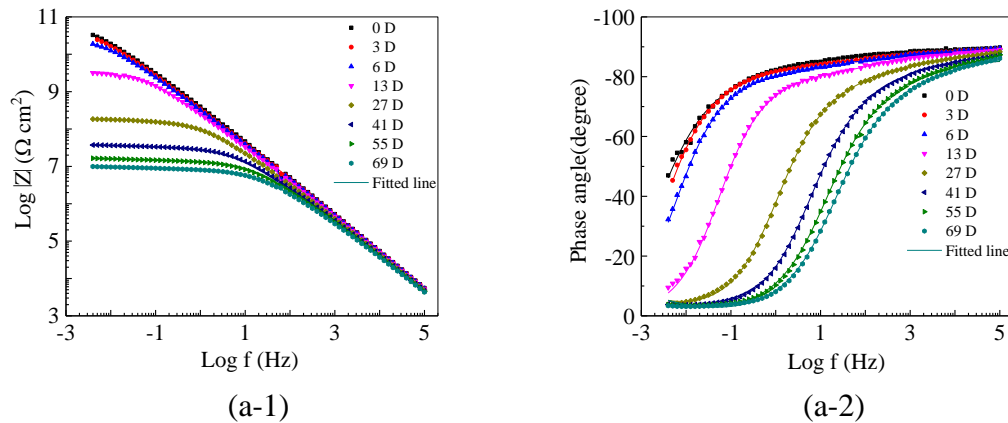 11
9
7
5
3
-3
-1
1
3
5
Log |Z| (Ω cm2)
Log f (Hz)
0 D
3 D
6 D
13 D
27 D
41 D
55 D
69 D
Fitted line
(a-1)
-100
-80
-60
-40
-20
0
-3
-1
1
3
5
Phase angle(degree)
Log f (Hz)
0 D
3 D
6 D
13 D
27 D
41 D
55 D
69 D
Fitted line
(a-2)